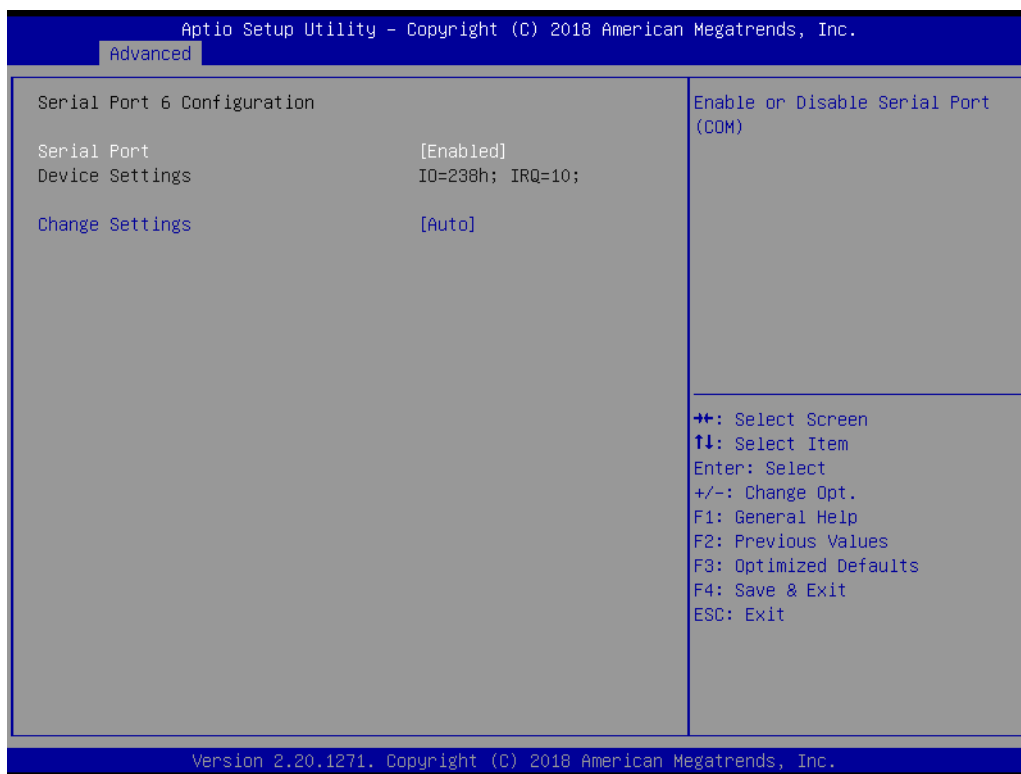 Aptio Setup Utility – Copyright (C) 2018 American Megatrends, Inc.
Advanced
Serial Port 6 Configuration
Serial Port [Enabled]
Device Settings IO=238h; IRQ=10;
Change Settings [Auto]
Enable or Disable Serial Port
(COM)
→←: Select Screen
↑↓: Select Item
Enter: Select
+/-: Change Opt.
F1: General Help
F2: Previous Values
F3: Optimized Defaults
F4: Save & Exit
ESC: Exit
Version 2.20.1271. Copyright (C) 2018 American Megatrends, Inc.